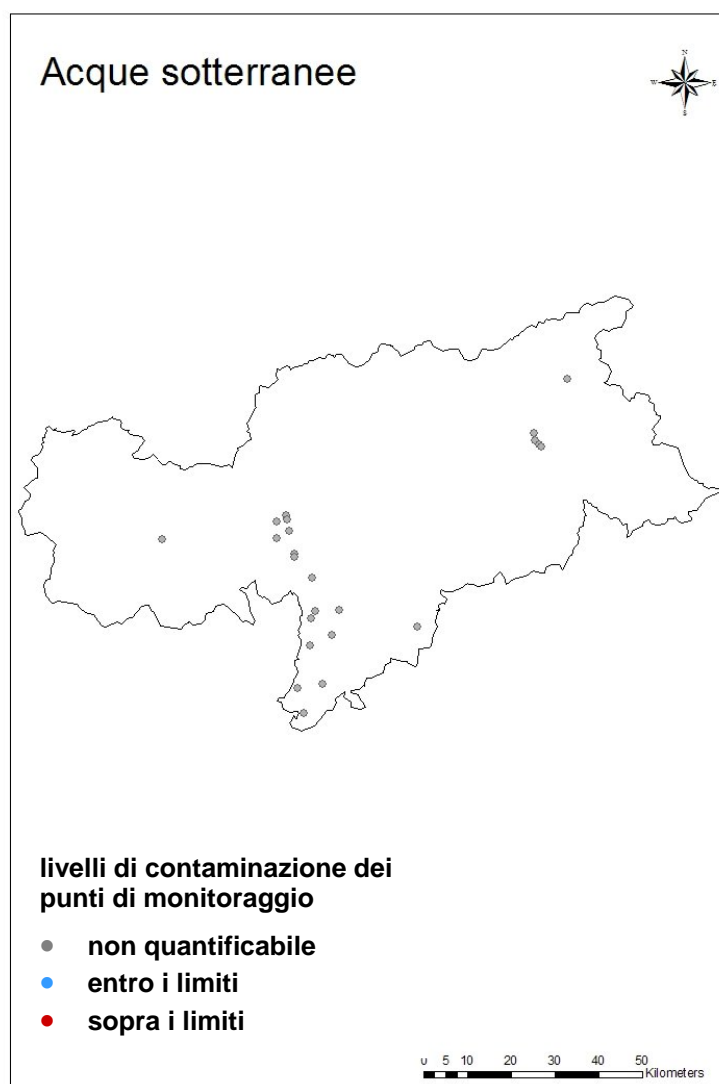 Acque sotterranee
N
W E
S
livelli di contaminazione dei
punti di monitoraggio
non quantificabile
entro i limiti
sopra i limiti
0 5 10 20 30 40 50
Kilometers